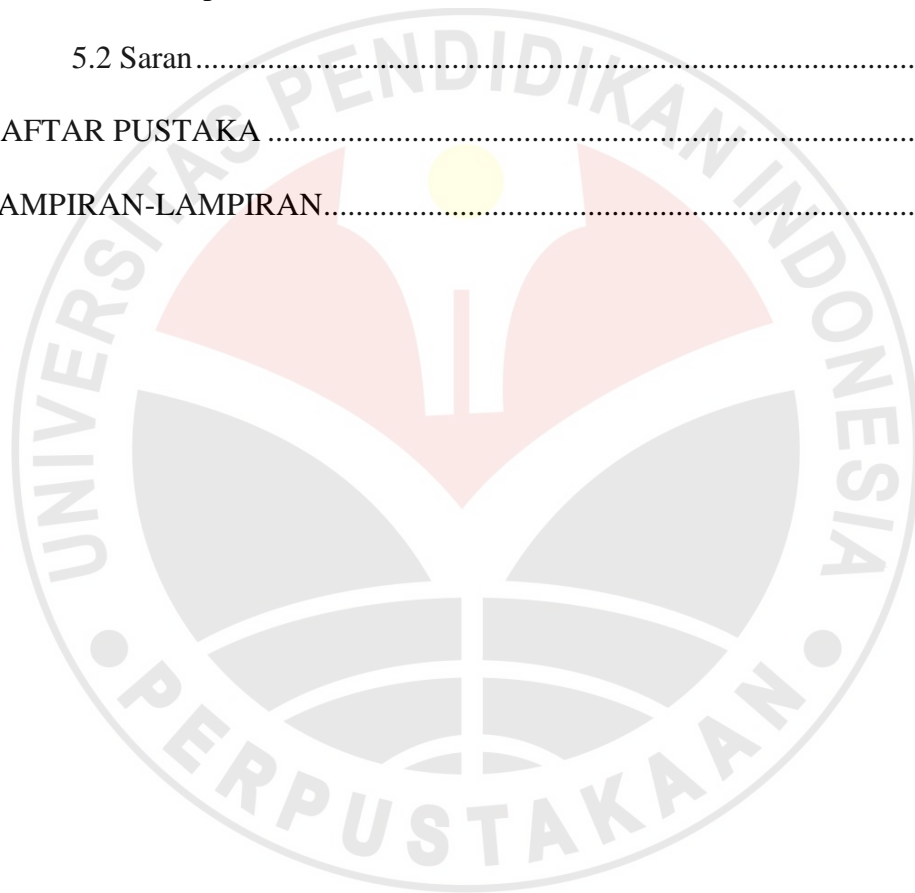 5.2 Saran..........................................................................................
AFTAR PUSTAKA ................................................................................
AMPIRAN-LAMPIRAN.........................................................................
UNIVERSITAS PENDIDIKAN INDONESIA
• PERPUSTAKAAN •